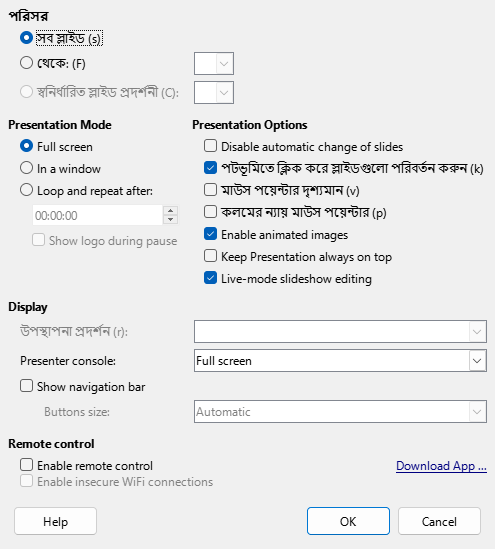 পরিসর
সব স্লাইড (s)
থেকে: (F)
স্বনির্ধারিত স্লাইড প্রদর্শনী (C):
Presentation Mode
Full screen
In a window
Loop and repeat after:
00:00:00
Show logo during pause
Presentation Options
Disable automatic change of slides
পটভূমিতে ক্লিক করে স্লাইডগুলো পরিবর্তন করুন (k)
মাউস পয়েন্টার দৃশ্যমান (v)
কলমের ন্যায় মাউস পয়েন্টার (p)
Enable animated images
Keep Presentation always on top
Live-mode slideshow editing
Display
উপস্থাপনা প্রদর্শন (r):
Presenter console: Full screen
Show navigation bar
Buttons size: Automatic
Remote control
Enable remote control Download App ...
Enable insecure WiFi connections
Help OK Cancel